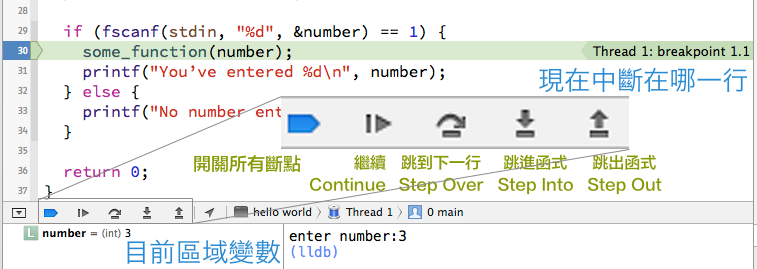 28
29
if (fscanf(stdin, "%d", &number) == 1) {
30 some_function(number); Thread 1: breakpoint 1.1
31 printf("You've entered %d\n", number);
現在中斷在哪一行
32 } else {
33 printf("No number ent
34 }
35
開關所有斷點 繼續 跳到下一行 跳進函式 跳出函式
36 return 0;
Continue Step Over Step Into Step Out
37 }
hello world Thread 1 0 main
L number = (int) 3
enter number:3
目前區域變數
(lldb)